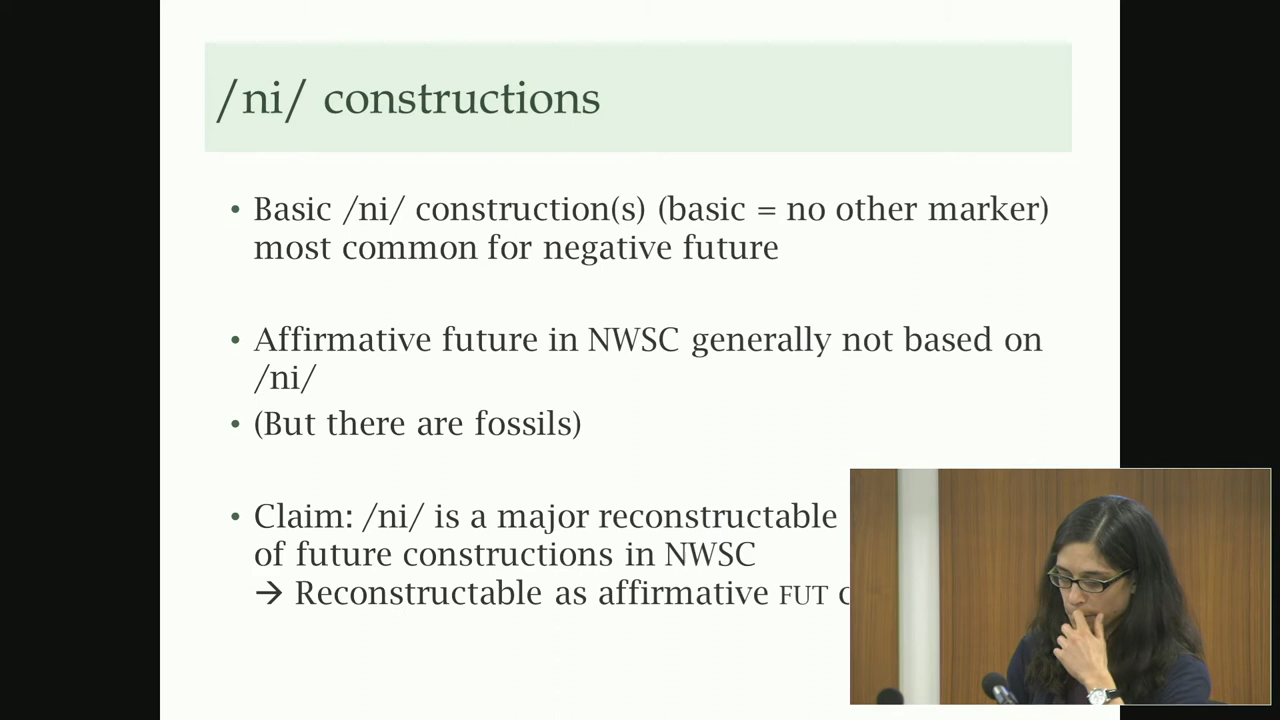 /ni/ constructions
• Basic /ni/ construction(s) (basic = no other marker)
most common for negative future
• Affirmative future in NWSC generally not based on
/ni/
• (But there are fossils)
• Claim: /ni/ is a major reconstructable
of future constructions in NWSC
→ Reconstructable as affirmative FUT